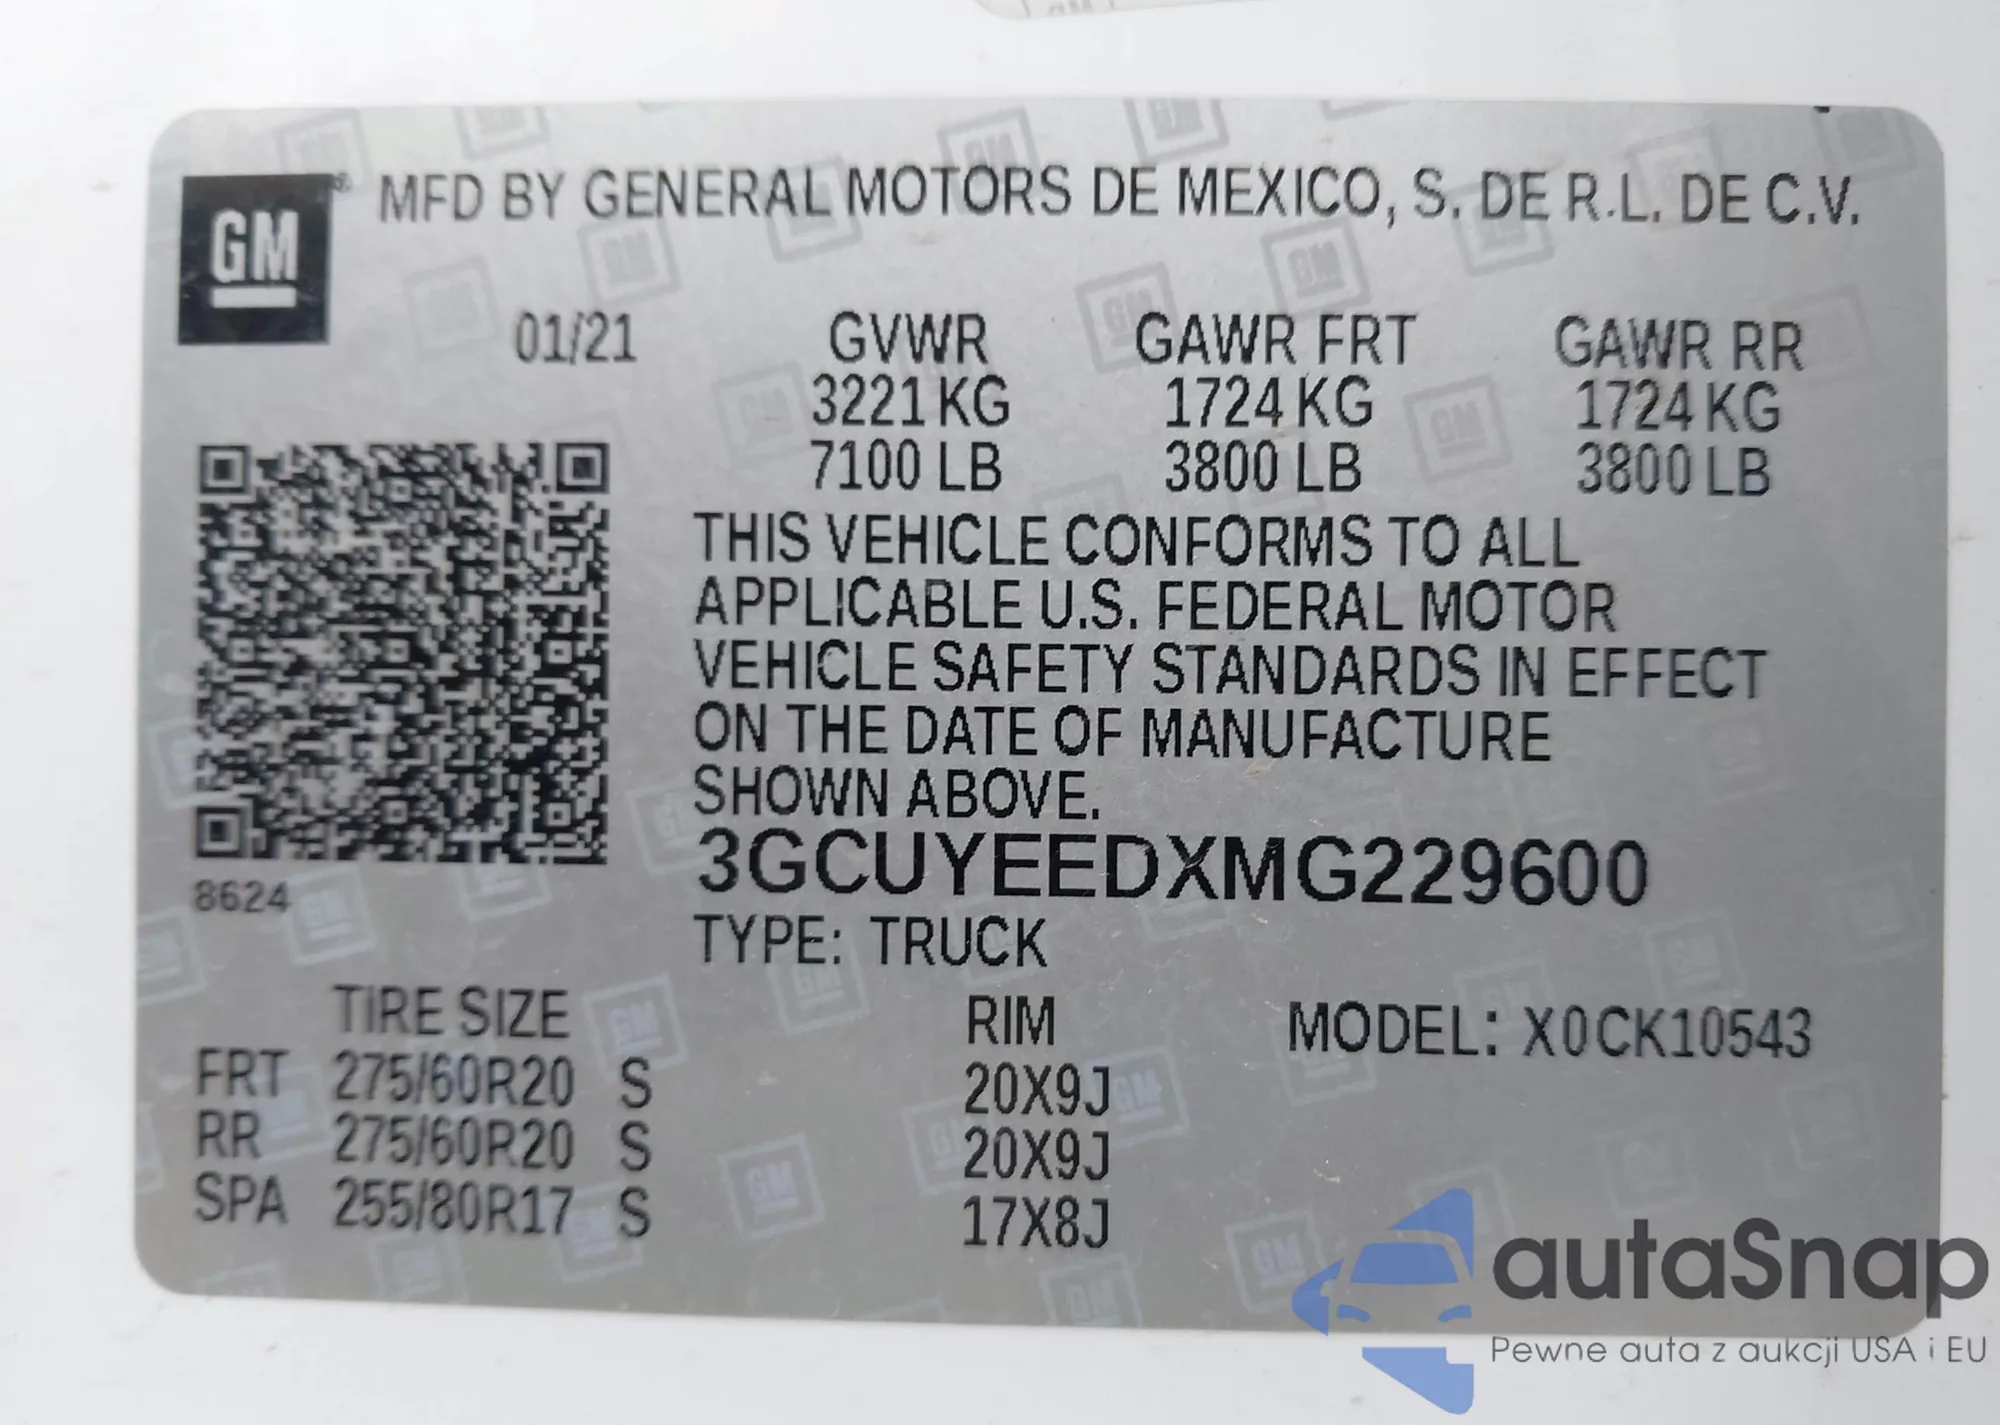 GM ® MFD BY GENERAL MOTORS DE MEXICO, S. DE R.L. DE C.V.
01/21 GVWR GAWR FRT GAWR RR
3221 KG 1724 KG 1724 KG
7100 LB 3800 LB 3800 LB
THIS VEHICLE CONFORMS TO ALL
APPLICABLE U.S. FEDERAL MOTOR
VEHICLE SAFETY STANDARDS IN EFFECT
ON THE DATE OF MANUFACTURE
SHOWN ABOVE.
3GCUYEEDXMG229600
8624
TYPE: TRUCK
TIRE SIZE RIM MODEL: X0CK10543
FRT 275/60R20 S 20X9J
RR 275/60R20 S 20X9J
SPA 255/80R17 S 17X8J
autaSnap
Pewne auta z aukcji USA i EU